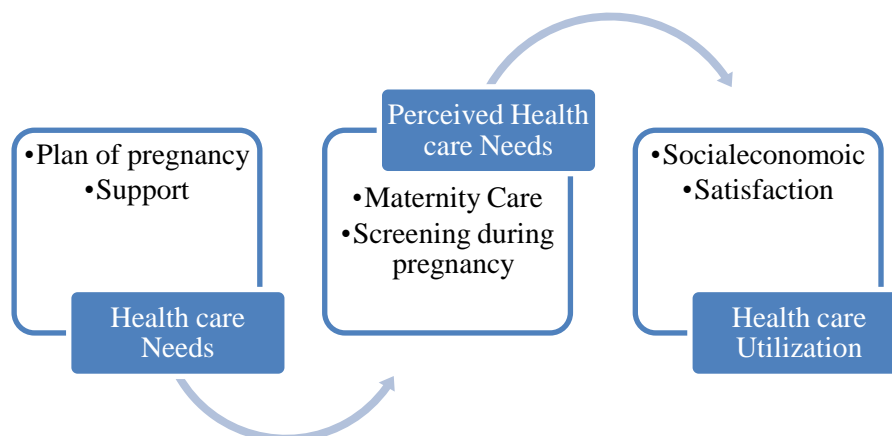 •Plan of pregnancy
•Support
Health care
Needs
Perceived Health
care Needs
•Maternity Care
•Screening during
pregnancy
•Socialeconomoic
•Satisfaction
Health care
Utilization